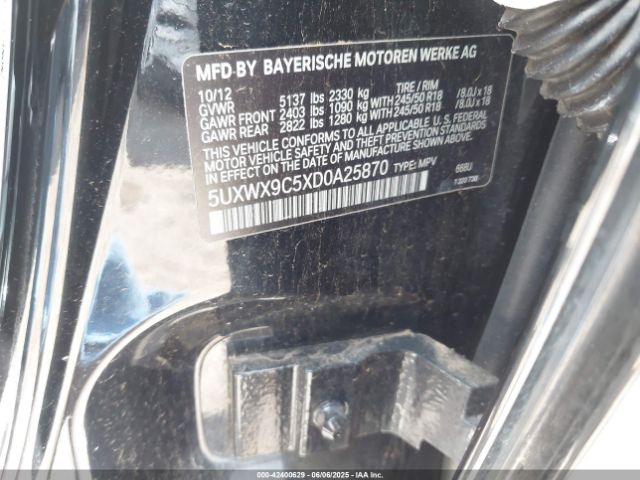 MFD BY BAYERISCHE MOTOREN WERKE AG
10/12 TIRE / RIM
GVWR 5137 lbs 2330 kg
GAWR FRONT 2403 lbs 1090 kg WITH 245/50 R18 / 8.0J x 18
GAWR REAR 2822 lbs 1280 kg WITH 245/50 R18 / 8.0J x 18
THIS VEHICLE CONFORMS TO ALL APPLICABLE U.S. FEDERAL
MOTOR VEHICLE SAFETY AND THEFT PREVENTION STANDARDS
IN EFFECT ON THE DATE OF MANUFACTURE SHOWN ABOVE.
5UXWX9C5XD0A25870 TYPE: MPV 668U
000-42400629 | 06/06/2025 | IAA, Inc.